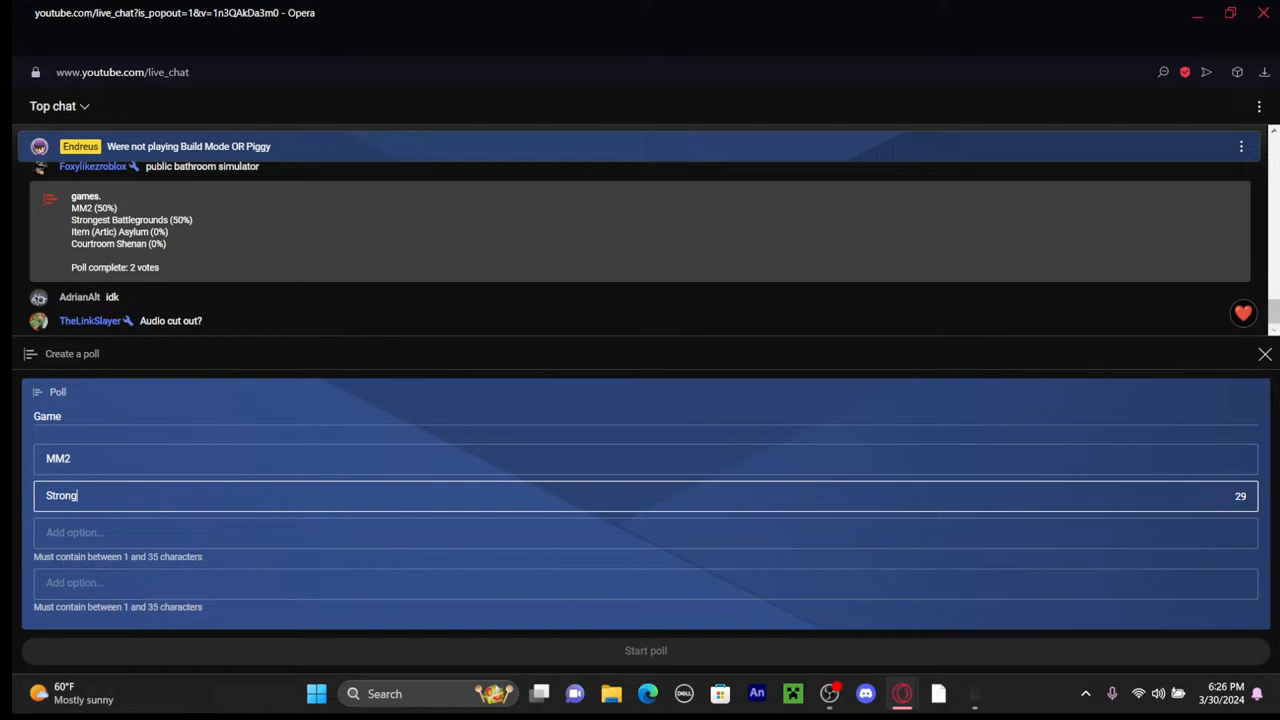 youtube.com/live_chat?is_popout=1&v=1n3QAkDa3m0 - Opera
www.youtube.com/live_chat
Top chat
Endreus Were not playing Build Mode OR Piggy
Foxylikezroblox public bathroom simulator
games.
MM2 (50%)
Strongest Battlegrounds (50%)
Item (Artic) Asylum (0%)
Courtroom Shenan (0%)
Poll complete: 2 votes
AdrianAlt idk
TheLinkSlayer Audio cut out?
Create a poll
Poll
Game
MM2
Strong 29
Add option...
Must contain between 1 and 35 characters
Add option...
Must contain between 1 and 35 characters
Start poll
60°F
Mostly sunny
Search
DELL
An
6:26 PM
3/30/2024